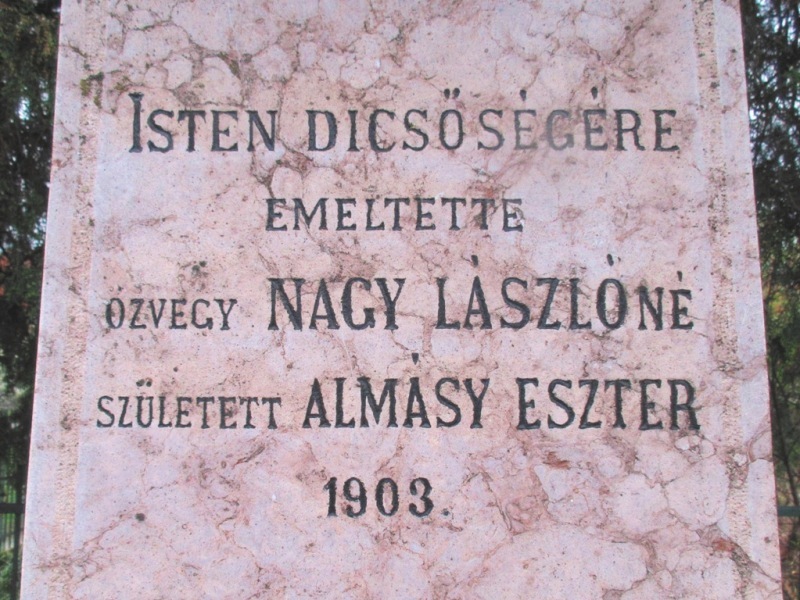 ISTEN DICSŐSÉGÉRE
EMELTETTE
ÖZVEGY NAGY LÁSZLÓNÉ
SZÜLETETT ALMÁSY ESZTER
1903.